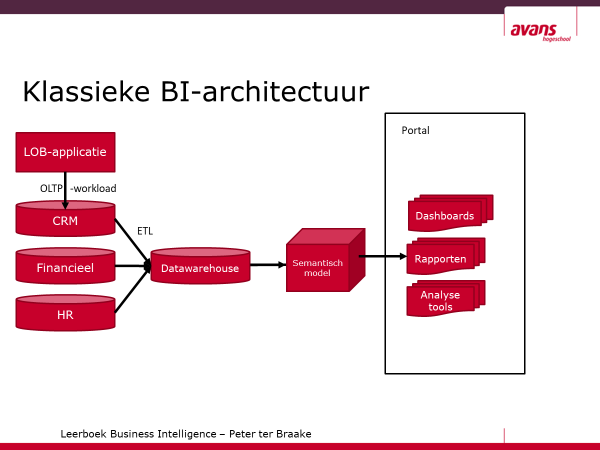 avans
hogeschool
Klassieke BI-architectuur
Portal
LOB-applicatie
OLTP -workload
CRM
ETL
Financieel
HR
Datawarehouse
Semantisch
model
Dashboards
Rapporten
Analyse
tools
Leerboek Business Intelligence – Peter ter Braake